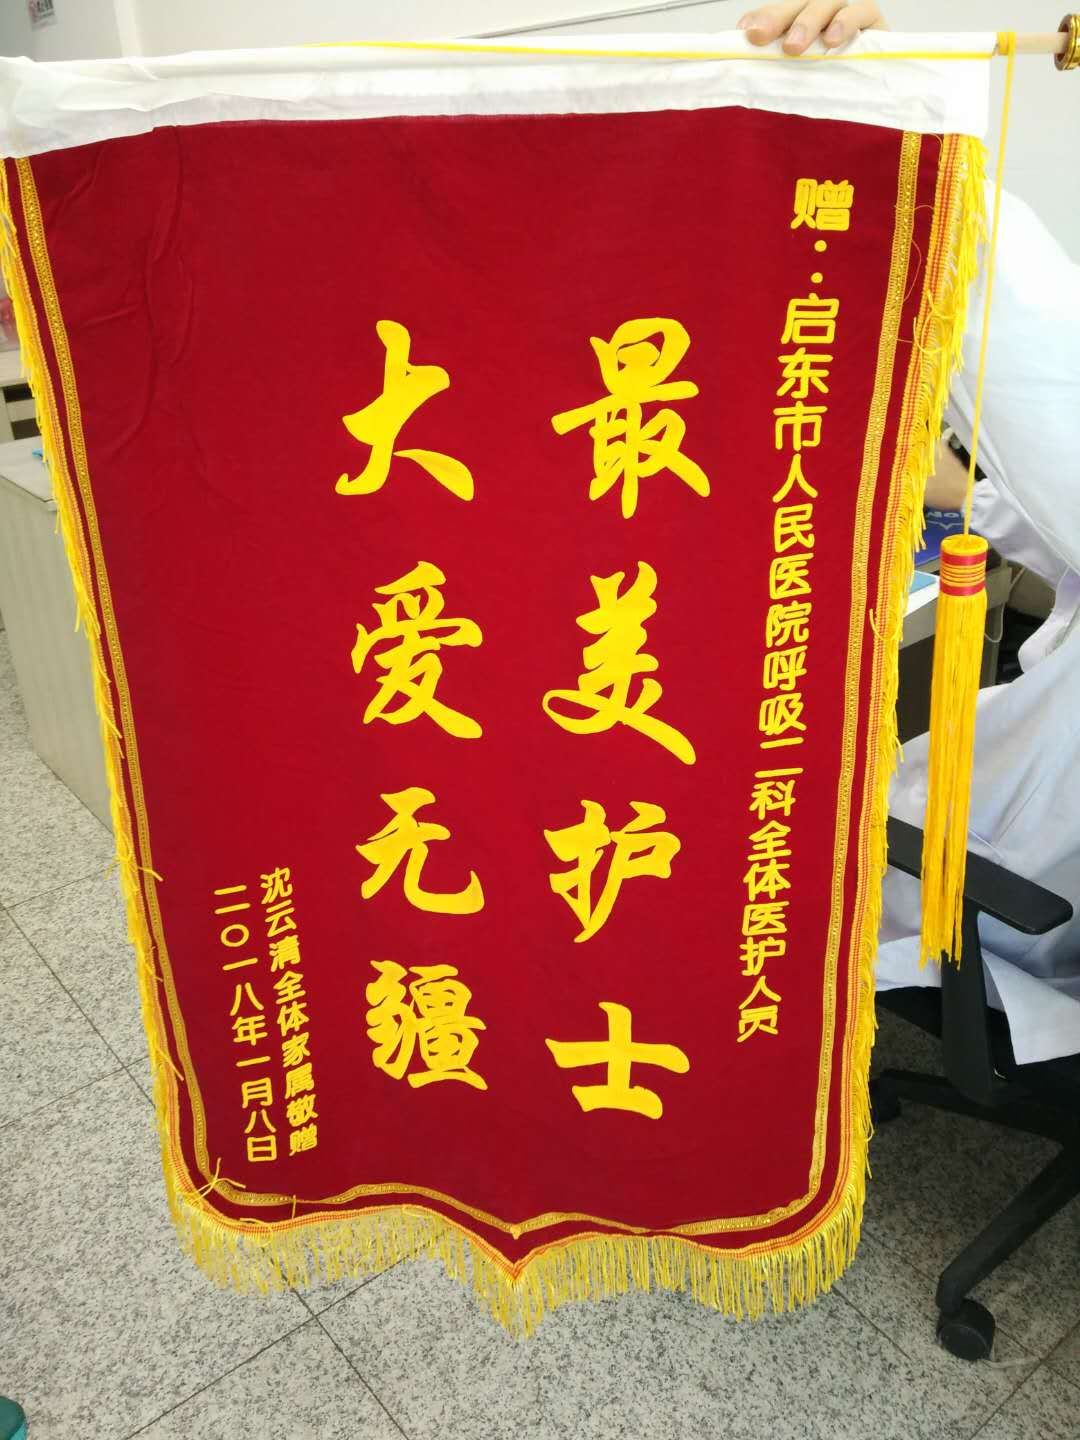 赠：启东市人民医院呼吸二科全体医护人员
最美护士
大爱无疆
沈云清全体家属敬赠
二〇一八年一月八日